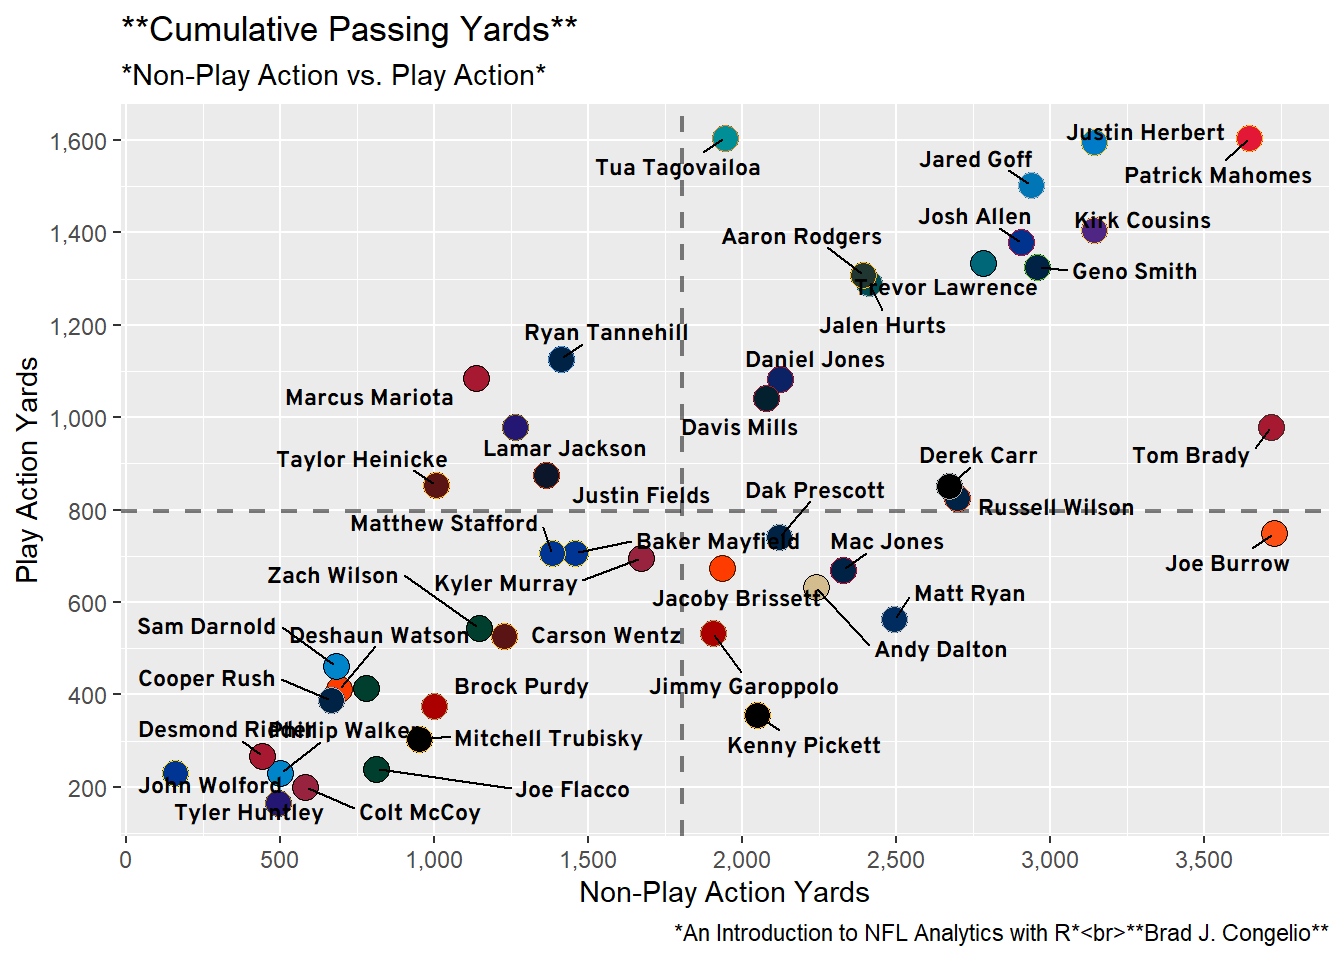 **Cumulative Passing Yards**
*Non-Play Action vs. Play Action*
Play Action Yards
1,600
1,400
1,200
1,000
800
600
400
200
Justin Herbert
Tua Tagovailoa
Jared Goff
Patrick Mahomes
Josh Allen
Kirk Cousins
Aaron Rodgers
Geno Smith
Trevor Lawrence
Jalen Hurts
Ryan Tannehill
Daniel Jones
Marcus Mariota
Davis Mills
Lamar Jackson
Taylor Heinicke
Derek Carr
Tom Brady
Justin Fields
Dak Prescott
Russell Wilson
Matthew Stafford
Baker Mayfield
Mac Jones
Joe Burrow
Zach Wilson
Kyler Murray
Jacoby Brissett
Matt Ryan
Sam Darnold
Deshaun Watson
Carson Wentz
Andy Dalton
Cooper Rush
Brock Purdy
Jimmy Garoppolo
Desmond Ridder
Phillip Walker
Mitchell Trubisky
Kenny Pickett
John Wolford
Joe Flacco
Tyler Huntley
Colt McCoy
0
500
1,000
1,500
2,000
2,500
3,000
3,500
Non-Play Action Yards
*An Introduction to NFL Analytics with R*<br>**Brad J. Congelio**